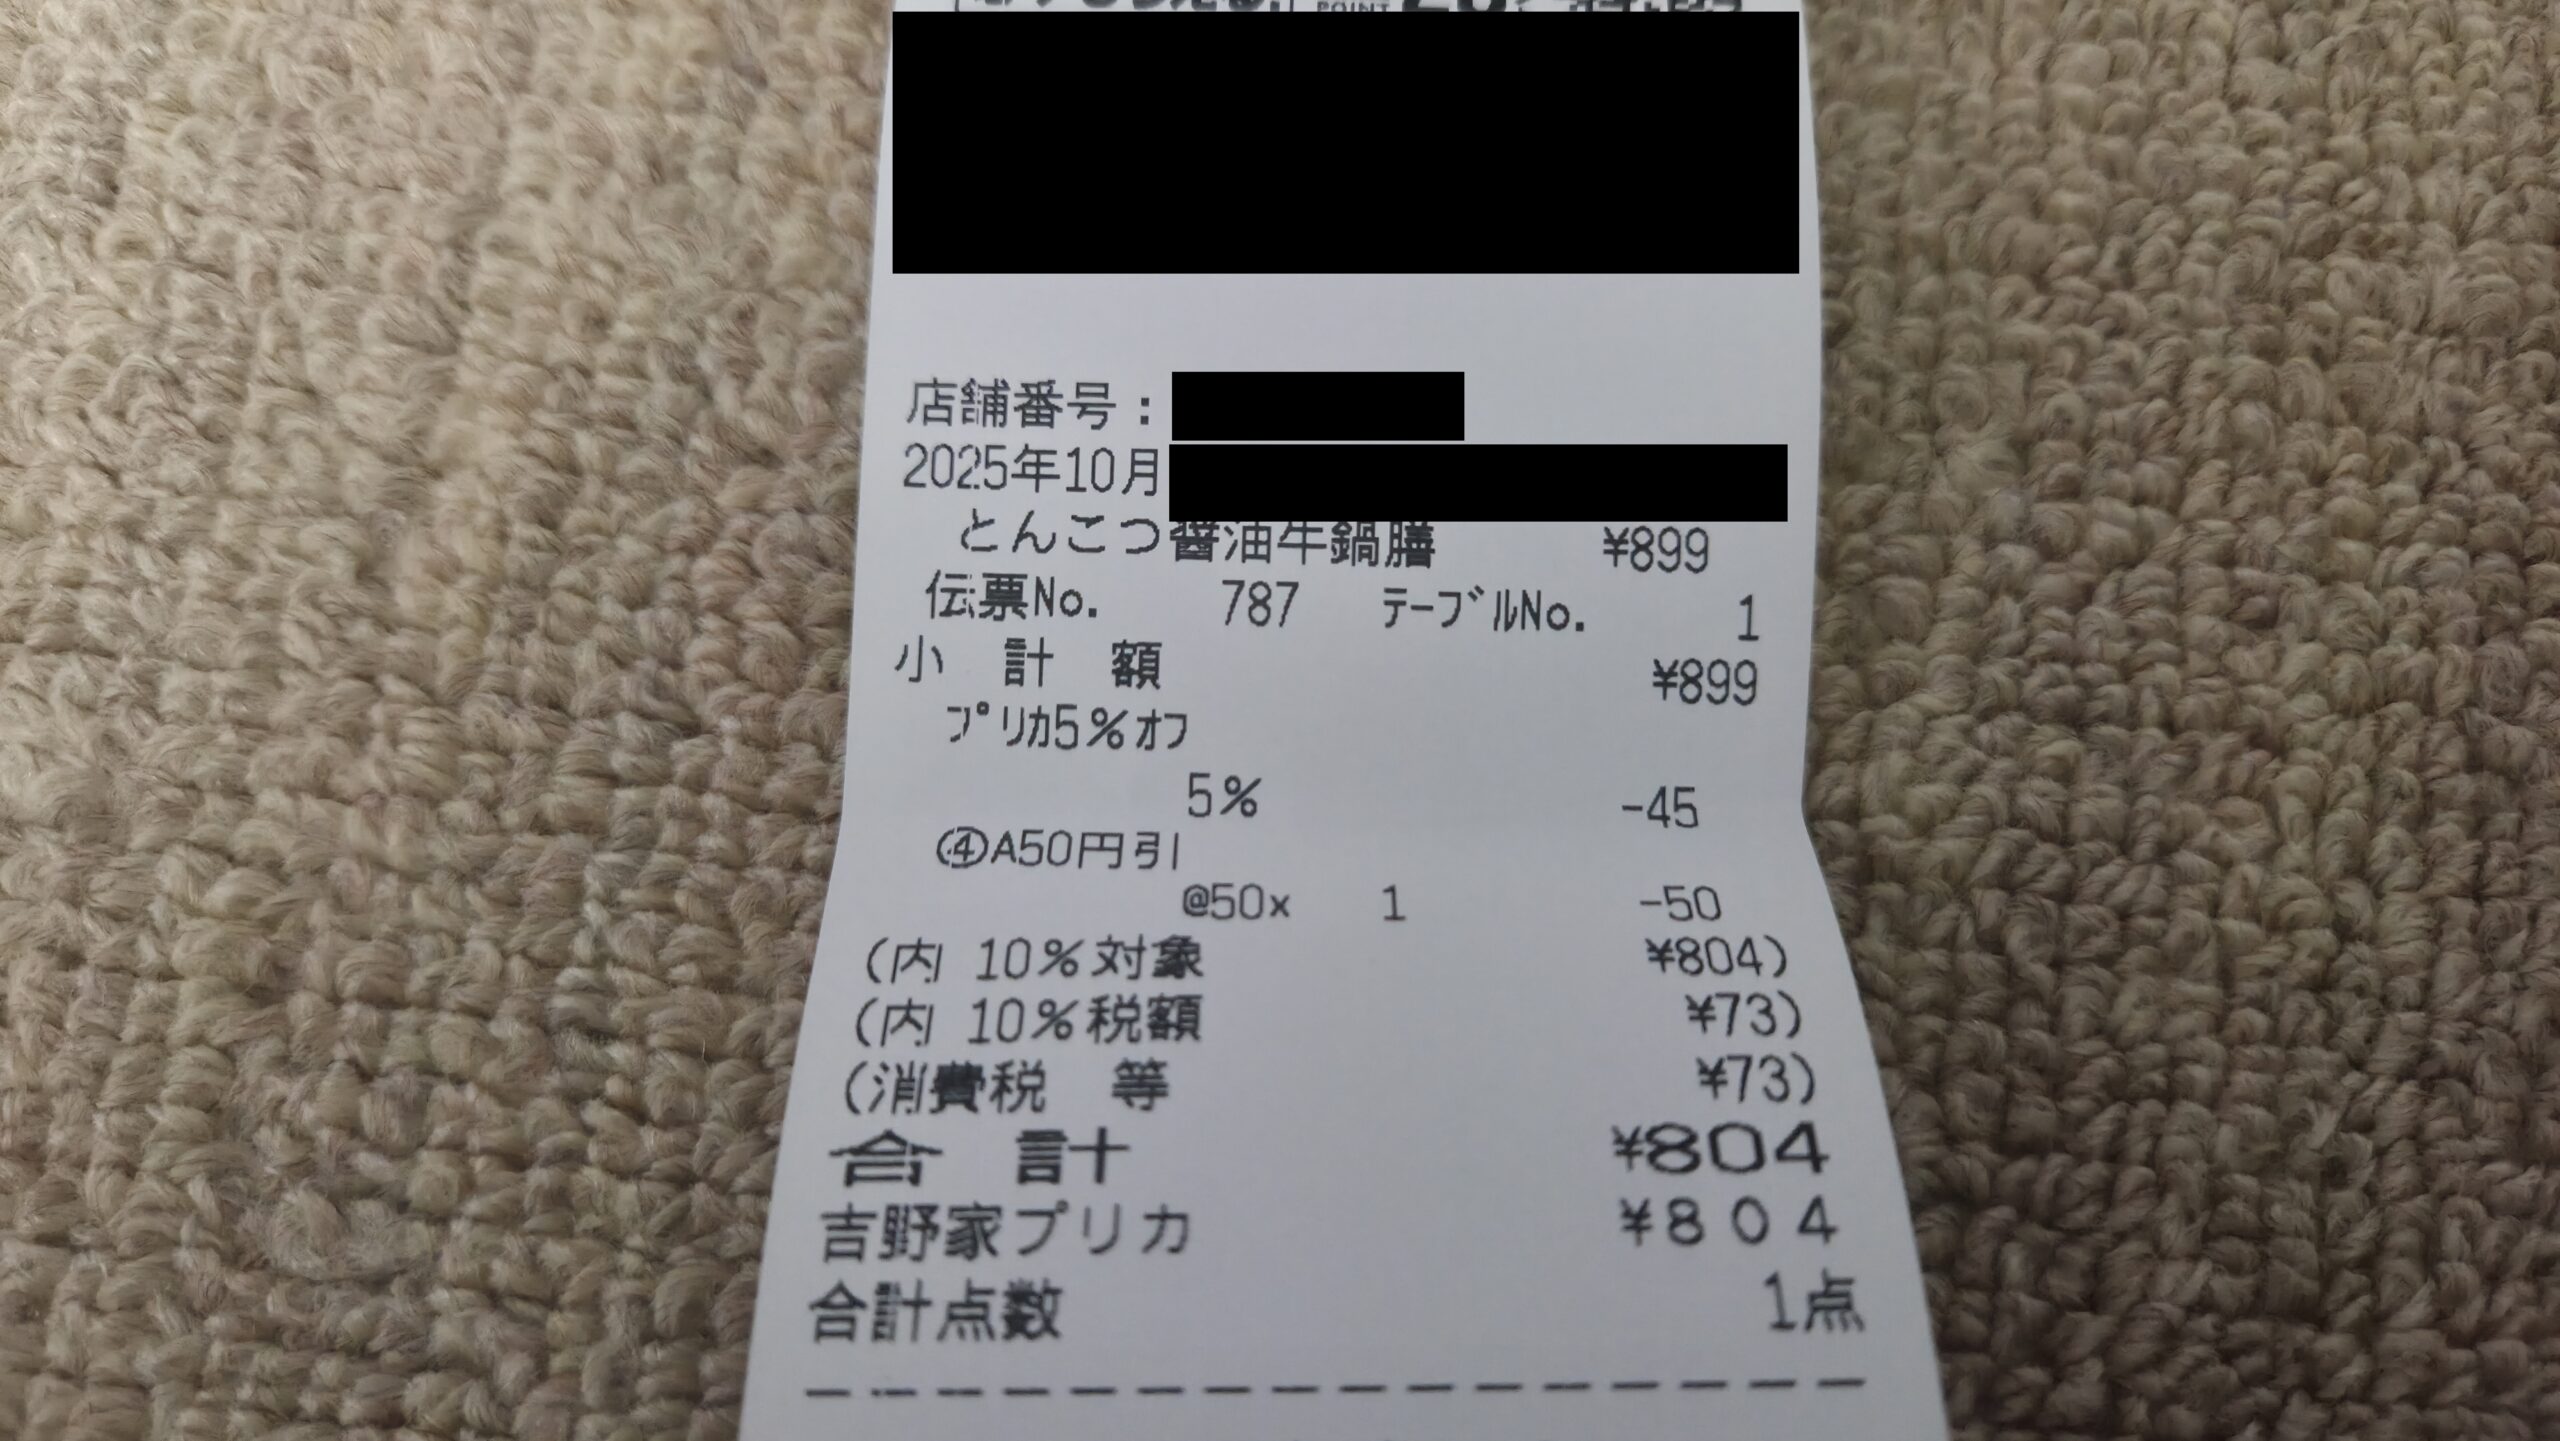 POINT
店舗番号：
2025年10月
とんこつ醤油牛鍋膳 ¥899
伝票No. 787 ﾃｰﾌﾞﾙNo. 1
小 計 額 ¥899
ﾌﾟﾘｶ5%ｵﾌ
5% -45
④A50円引
@50x 1 -50
(内 10%対象 ¥804)
(内 10%税額 ¥73)
(消費税 等 ¥73)
合 計 ¥804
吉野家プリカ ¥804
合計点数 1点